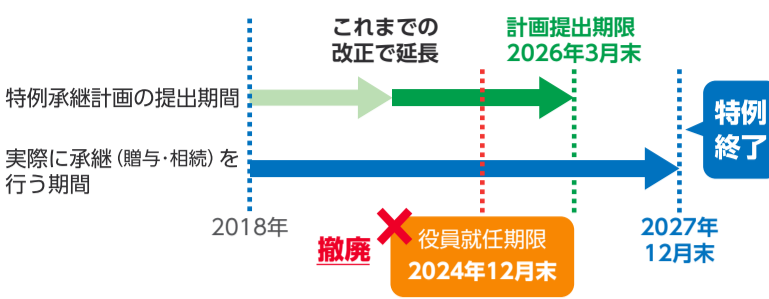 これまでの
改正で延長
計画提出期限
2026年3月末
特例承継計画の提出期間
特例
終了
実際に承継(贈与・相続)を
行う期間
2018年
撤廃
役員就任期限
2024年12月末
2027年
12月末